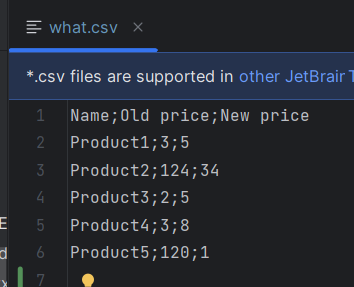 what.csv
*.csv files are supported in other JetBrair T
1 Name;Old price;New price
2 Product1;3;5
3 Product2;124;34
4 Product3;2;5
5 Product4;3;8
6 Product5;120;1
7